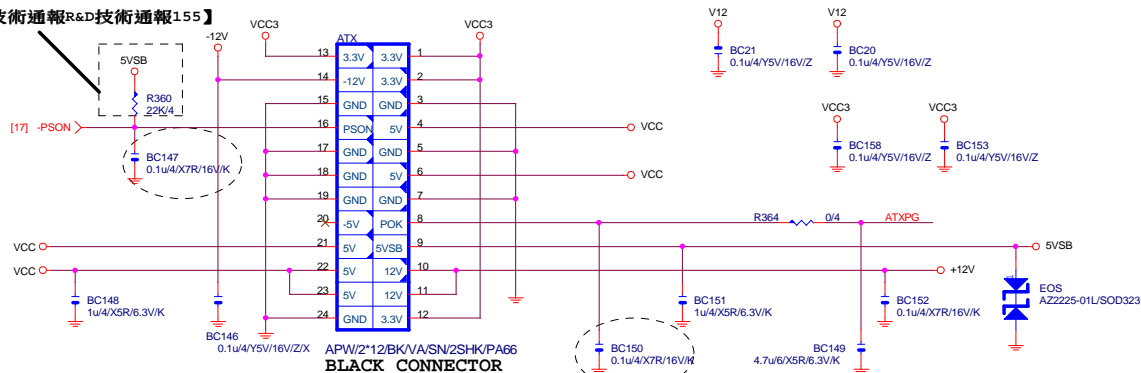 技術通報R&D技術通報155】
-12V
VCC3
VCC3
V12
V12
ATX
5VSB
R360
22K/4
[17] -PSON
BC147
0.1u/4/X7R/16V/K
13 3.3V 3.3V 1
14 -12V 3.3V 2
15 GND GND 3
16 PSON 5V 4
17 GND GND 5
18 GND 5V 6
19 GND GND 7
20 -5V POK 8
21 5V 5VSB 9
22 5V 12V 10
23 5V 12V 11
24 GND 3.3V 12
VCC
VCC
BC21
0.1u/4/Y5V/16V/Z
BC20
0.1u/4/Y5V/16V/Z
VCC3
VCC3
BC158
0.1u/4/Y5V/16V/Z
BC153
0.1u/4/Y5V/16V/Z
R364 0/4 ATXPG
VCC
VCC
5VSB
+12V
BC148
1u/4/X5R/6.3V/K
BC146
0.1u/4/Y5V/16V/Z/X
BC151
1u/4/X5R/6.3V/K
BC152
0.1u/4/X7R/16V/K
EOS
AZ2225-01L/SOD323
APW/2*12/BK/VA/SN/2SHK/PA66
BLACK CONNECTOR
BC150
0.1u/4/X7R/16V/K
BC149
4.7u/6/X5R/6.3V/K